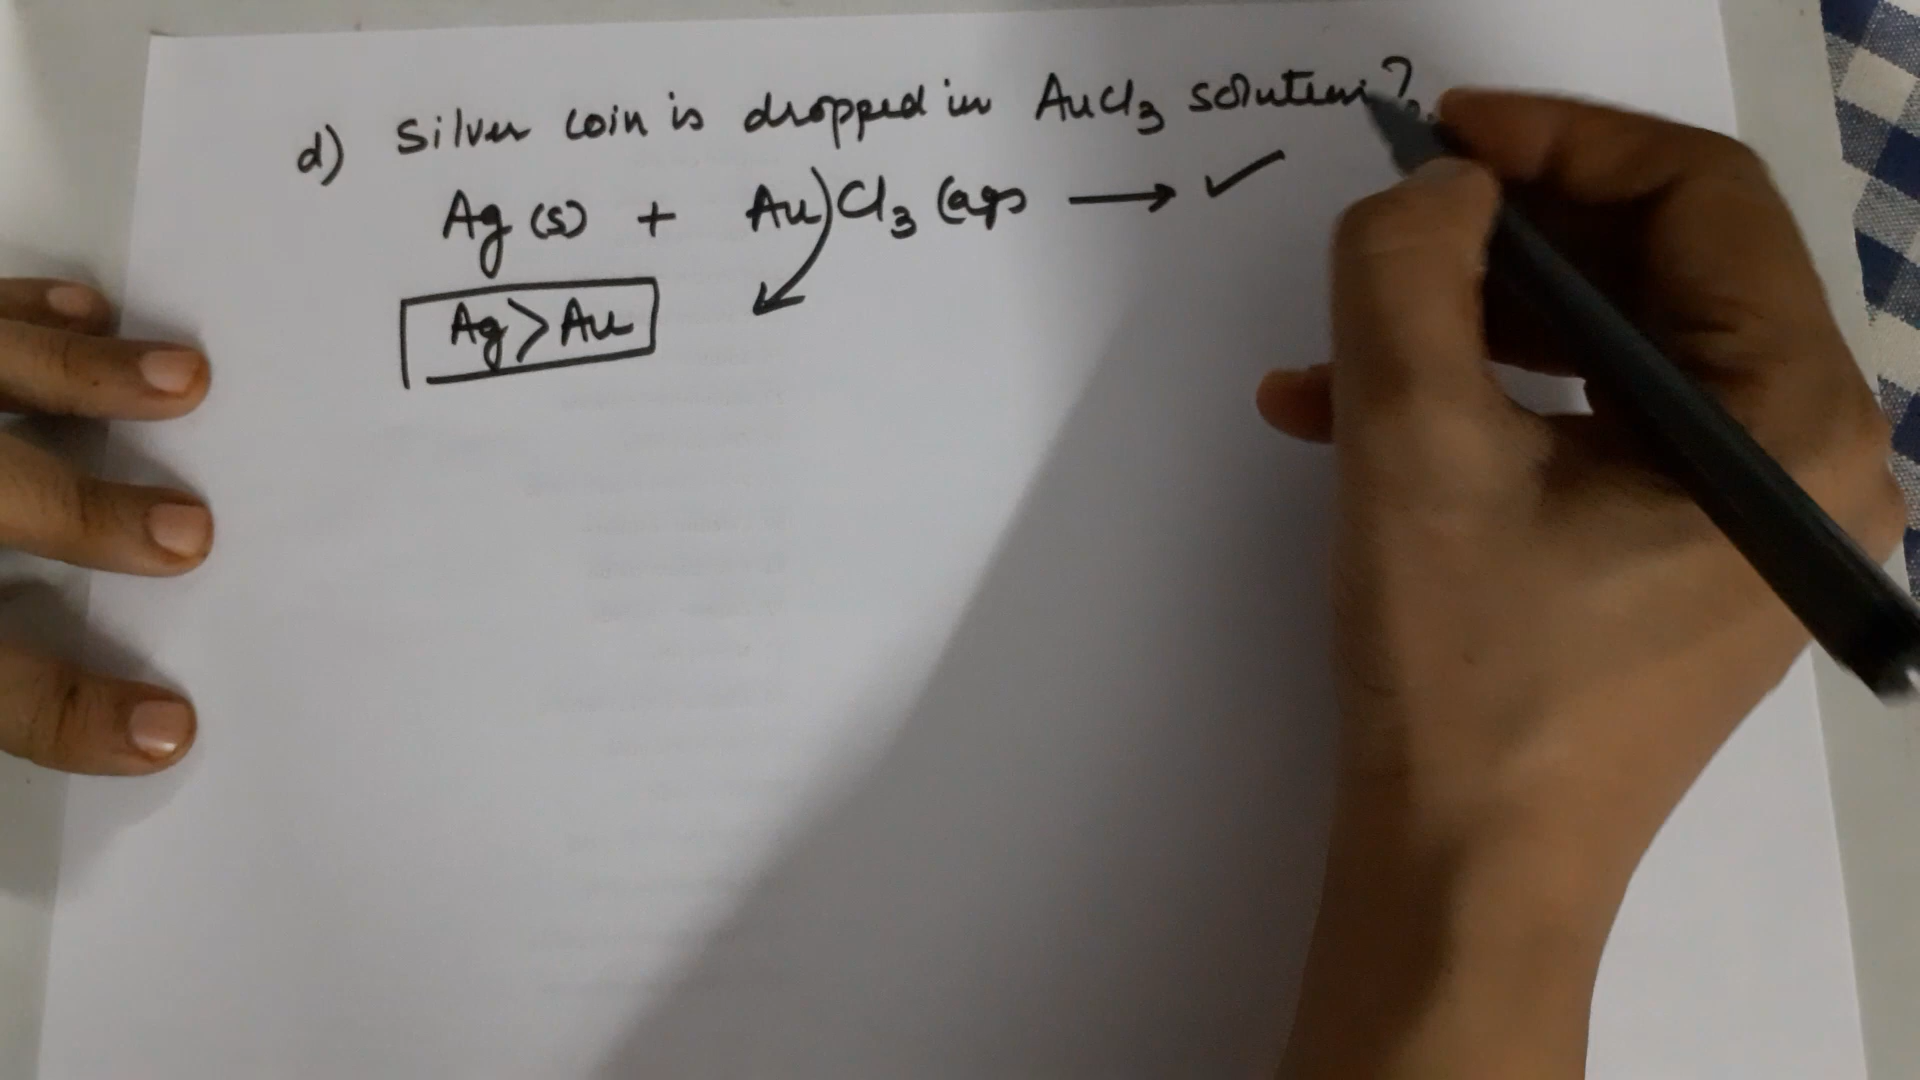 d) Silver coin is dropped in AuCl3 solution?
Ag (s) + Au)Cl3 (aq) ⟶ ✓
Ag > Au